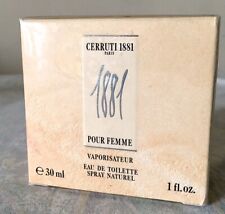 CERRUTI 1881
PARIS
1881
POUR FEMME
VAPORISATEUR
EAU DE TOILETTE
SPRAY NATUREL
℮ 30 ml 1 fl. oz.